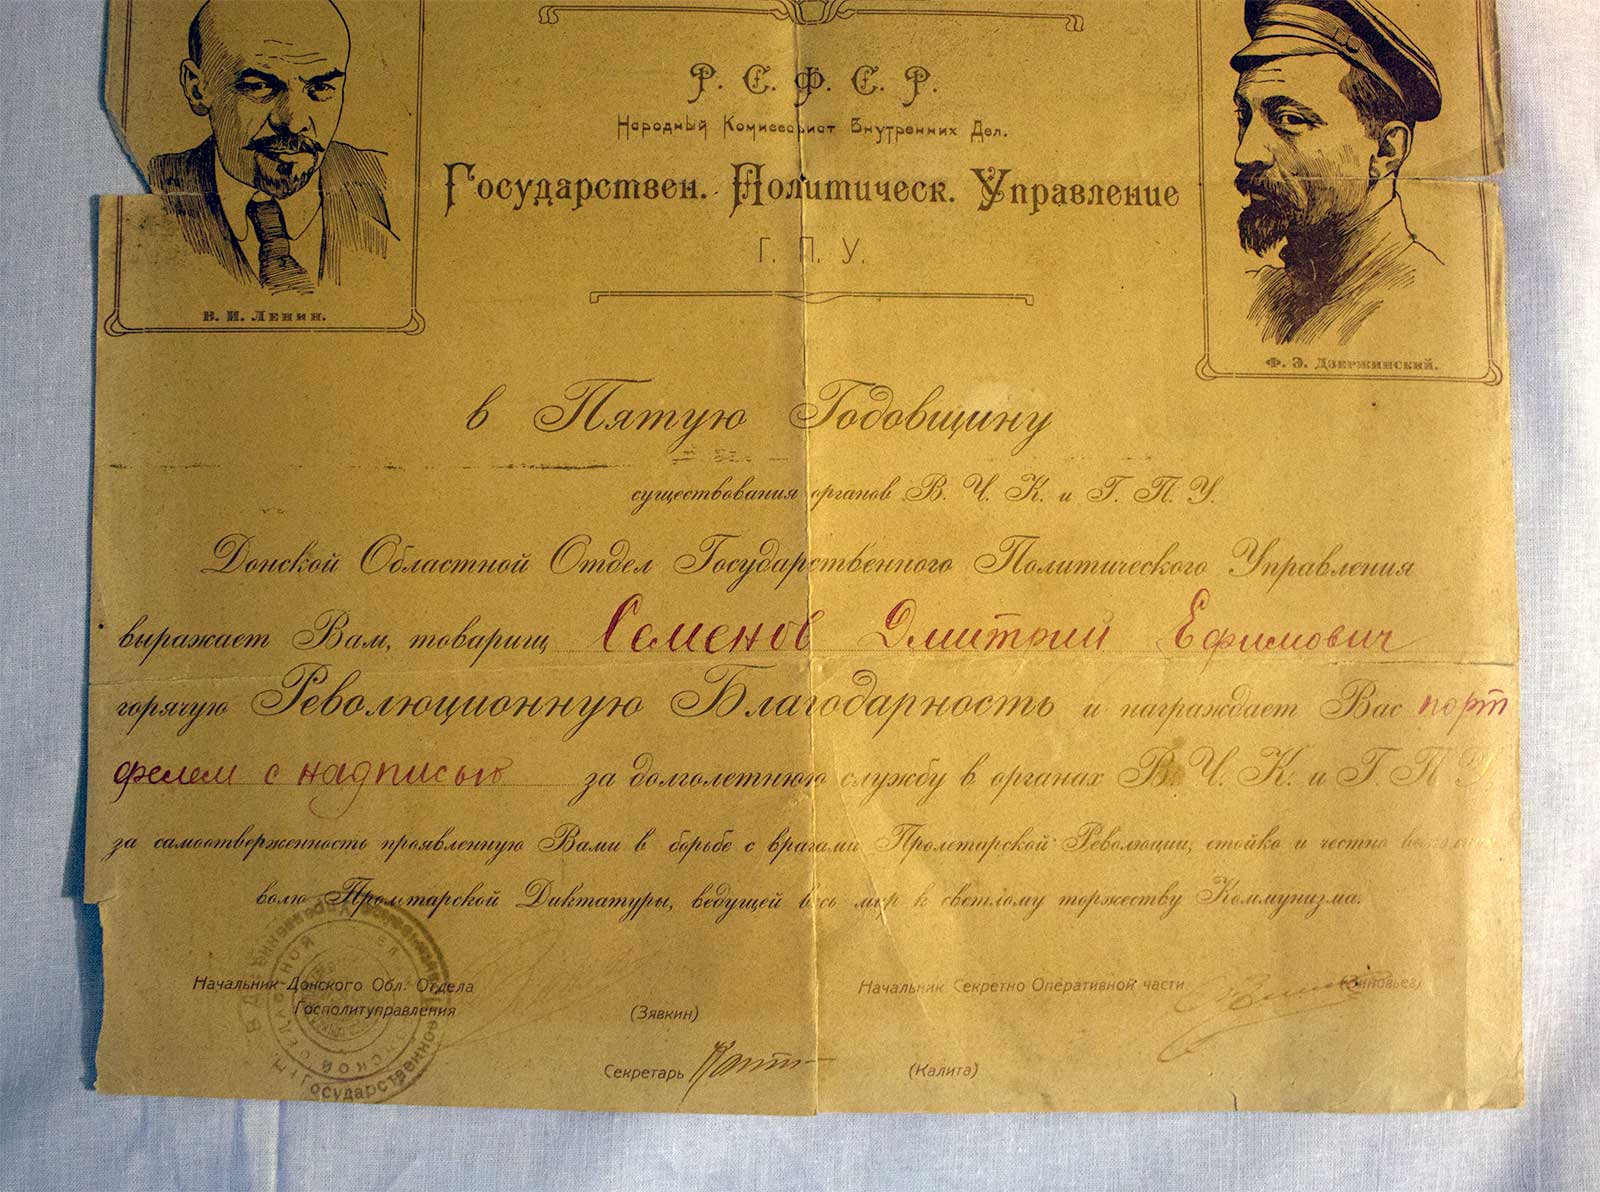 Р. С. Ф. С. Р.
Народный Комиссариат Внутренних Дел.
Государствен. Политическ. Управление
Г. П. У.
В. И. Ленин.
Ф. Э. Дзержинский.
в Пятую Годовщину
существования органов В. Ч. К. и Г. П. У.
Донской Областной Отдел Государственного Политического Управления
выражает Вам, товарищ Семенов Дмитрий Ефимович
горячую Революционную Благодарность и награждает Вас порт
фелем с надписью за долголетнюю службу в органах В. Ч. К. и Г. П. У.
за самоотверженность проявленную Вами в борьбе с врагами Пролетарской Революции, стойко и честно
волю Пролетарской Диктатуры, ведущей весь мир к светлому торжеству Коммунизма.
Начальник Донского Обл. Отдела
Госполитуправления
(Зявкин)
Начальник Секретно Оперативной части
(Зиновьев)
Секретарь
(Калита)
Государственно